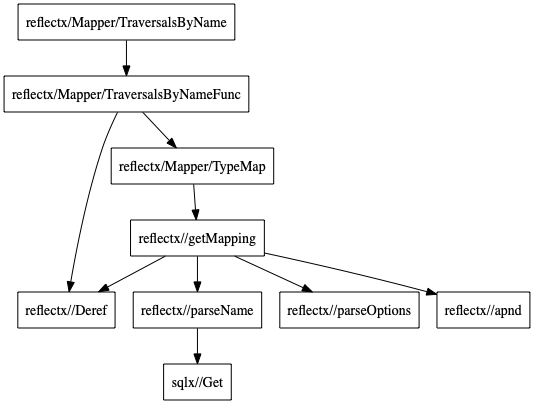 reflectx/Mapper/TraversalsByName
reflectx/Mapper/TraversalsByNameFunc
reflectx/Mapper/TypeMap
reflectx//getMapping
reflectx//Deref
reflectx//parseName
reflectx//parseOptions
reflectx//apnd
sqlx//Get